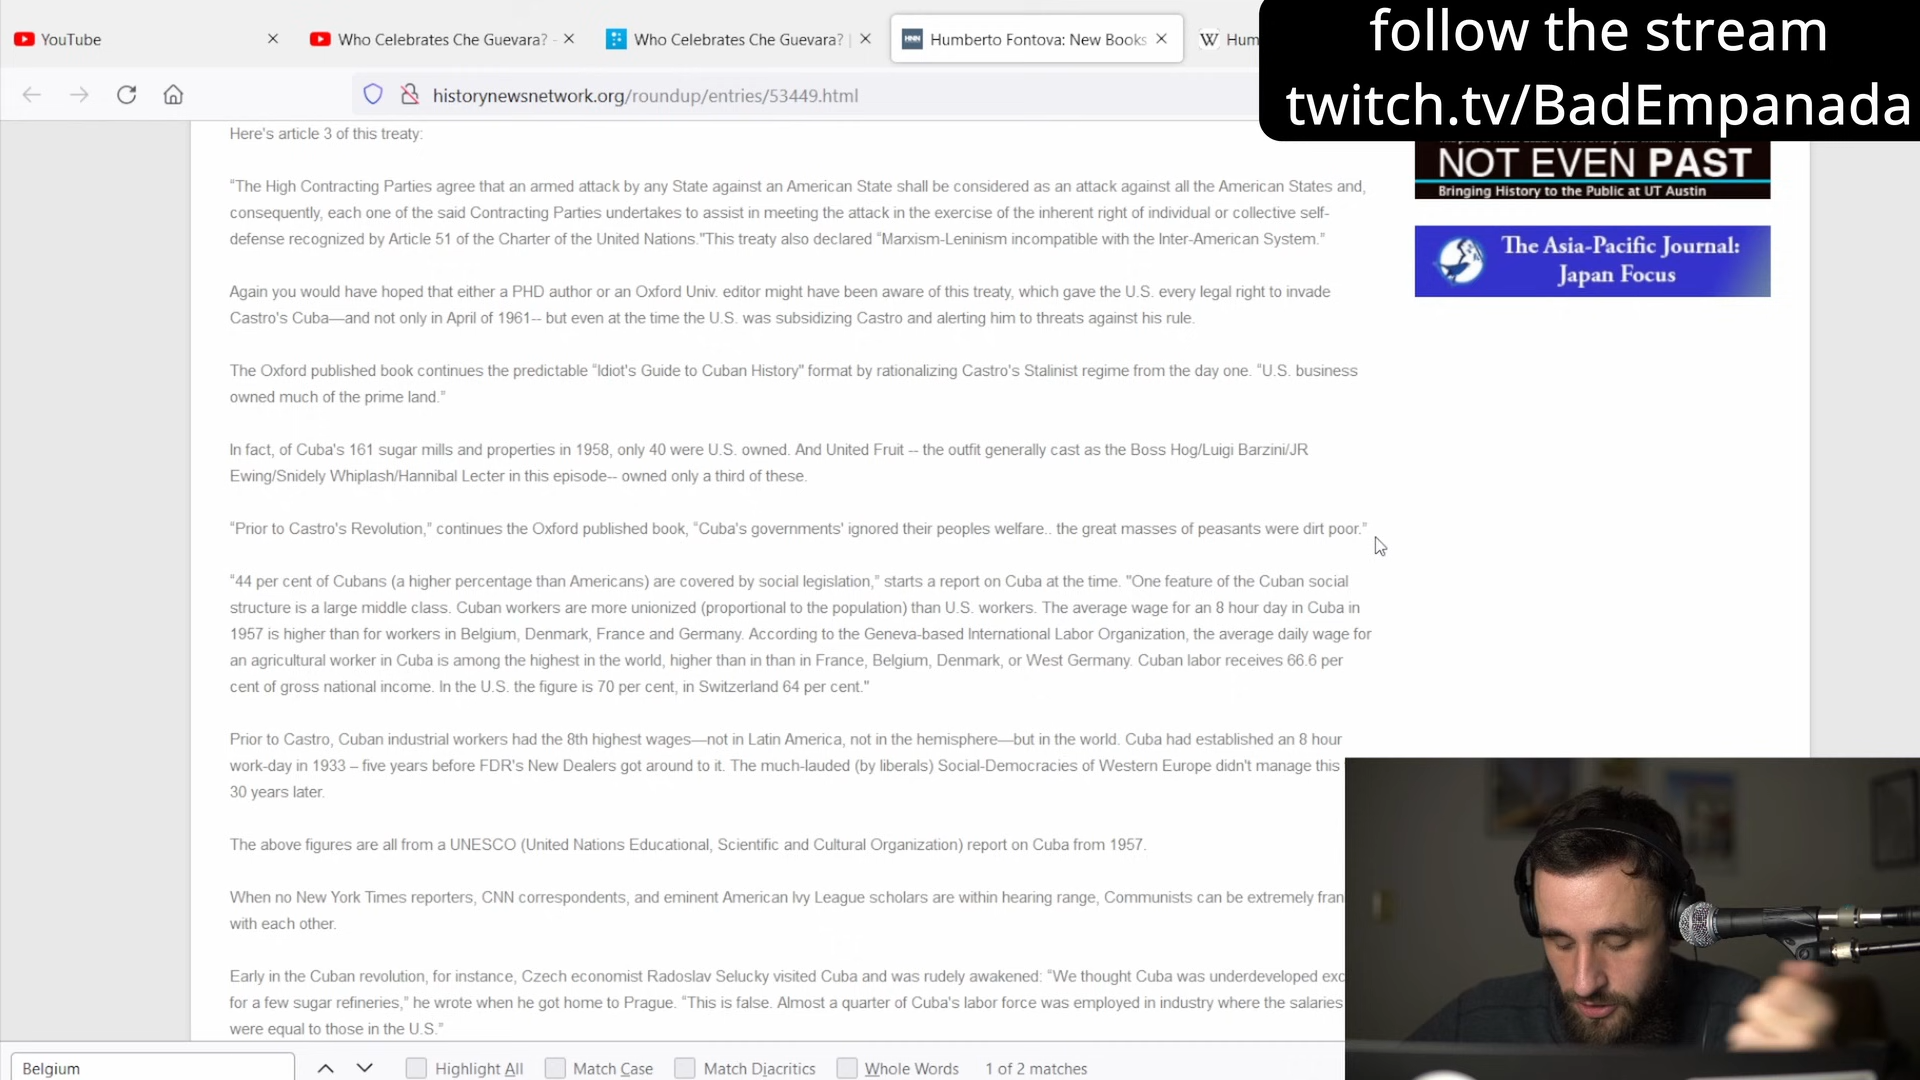 YouTube
Who Celebrates Che Guevara? -
Who Celebrates Che Guevara? |
HNN
Humberto Fontova: New Books
W Hum
follow the stream
twitch.tv/BadEmpanada
historynewsnetwork.org/roundup/entries/53449.html
Here's article 3 of this treaty:
“The High Contracting Parties agree that an armed attack by any State against an American State shall be considered as an attack against all the American States and,
consequently, each one of the said Contracting Parties undertakes to assist in meeting the attack in the exercise of the inherent right of individual or collective self-
defense recognized by Article 51 of the Charter of the United Nations."This treaty also declared “Marxism-Leninism incompatible with the Inter-American System.”
Again you would have hoped that either a PHD author or an Oxford Univ. editor might have been aware of this treaty, which gave the U.S. every legal right to invade
Castro's Cuba—and not only in April of 1961-- but even at the time the U.S. was subsidizing Castro and alerting him to threats against his rule.
The Oxford published book continues the predictable “Idiot's Guide to Cuban History” format by rationalizing Castro's Stalinist regime from the day one. “U.S. business
owned much of the prime land.”
In fact, of Cuba's 161 sugar mills and properties in 1958, only 40 were U.S. owned. And United Fruit -- the outfit generally cast as the Boss Hog/Luigi Barzini/JR
Ewing/Snidely Whiplash/Hannibal Lecter in this episode-- owned only a third of these.
“Prior to Castro's Revolution,” continues the Oxford published book, “Cuba's governments' ignored their peoples welfare.. the great masses of peasants were dirt poor.”
“44 per cent of Cubans (a higher percentage than Americans) are covered by social legislation,” starts a report on Cuba at the time. "One feature of the Cuban social
structure is a large middle class. Cuban workers are more unionized (proportional to the population) than U.S. workers. The average wage for an 8 hour day in Cuba in
1957 is higher than for workers in Belgium, Denmark, France and Germany. According to the Geneva-based International Labor Organization, the average daily wage for
an agricultural worker in Cuba is among the highest in the world, higher than in than in France, Belgium, Denmark, or West Germany. Cuban labor receives 66.6 per
cent of gross national income. In the U.S. the figure is 70 per cent, in Switzerland 64 per cent."
Prior to Castro, Cuban industrial workers had the 8th highest wages—not in Latin America, not in the hemisphere—but in the world. Cuba had established an 8 hour
work-day in 1933 – five years before FDR's New Dealers got around to it. The much-lauded (by liberals) Social-Democracies of Western Europe didn't manage this
30 years later.
The above figures are all from a UNESCO (United Nations Educational, Scientific and Cultural Organization) report on Cuba from 1957.
When no New York Times reporters, CNN correspondents, and eminent American Ivy League scholars are within hearing range, Communists can be extremely fran
with each other.
Early in the Cuban revolution, for instance, Czech economist Radoslav Selucky visited Cuba and was rudely awakened: “We thought Cuba was underdeveloped exc
for a few sugar refineries,” he wrote when he got home to Prague. “This is false. Almost a quarter of Cuba's labor force was employed in industry where the salaries
were equal to those in the U.S.”
NOT EVEN PAST
Bringing History to the Public at UT Austin
The Asia-Pacific Journal:
Japan Focus
Belgium
Highlight All
Match Case
Match Diacritics
Whole Words
1 of 2 matches